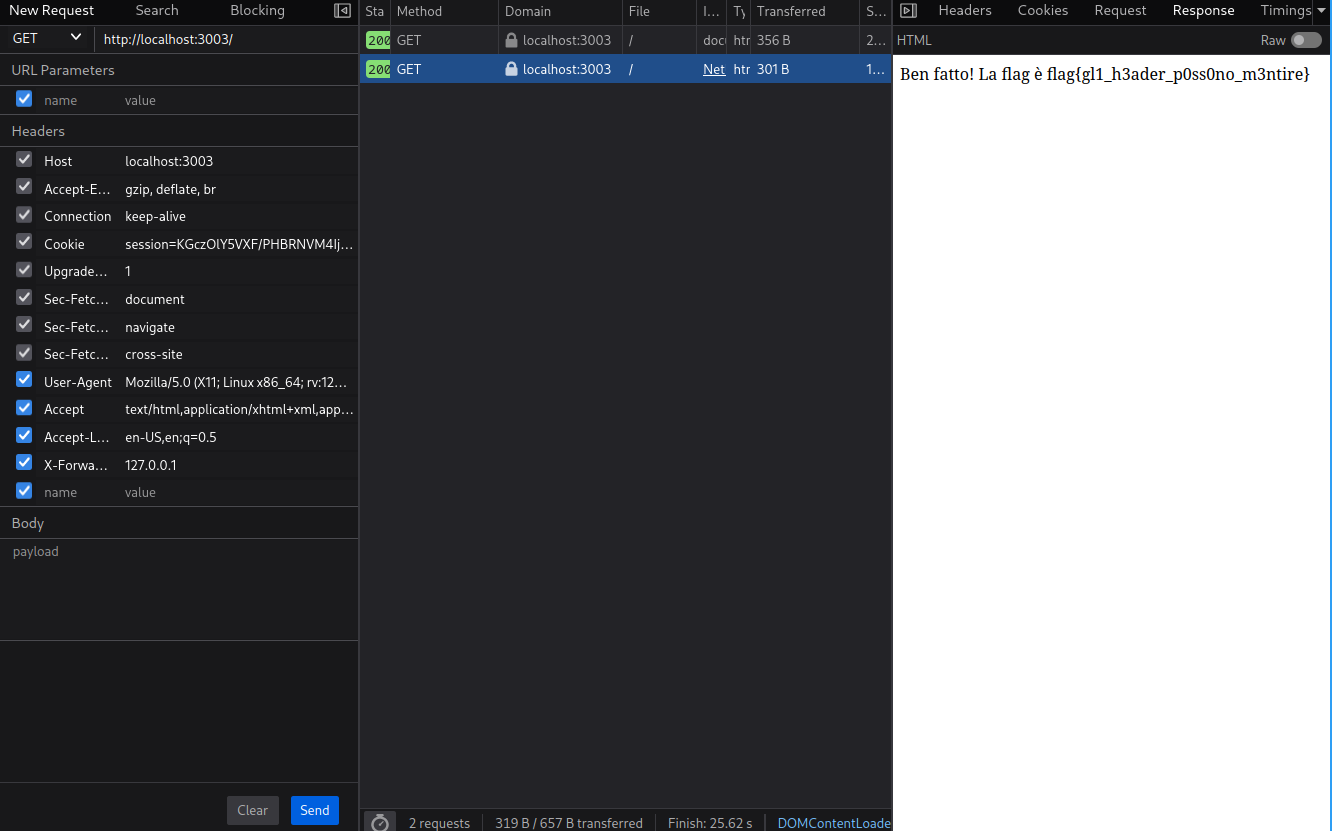 New Request Search Blocking
GET http://localhost:3003/
URL Parameters
name value
Headers
Host localhost:3003
Accept-E... gzip, deflate, br
Connection keep-alive
Cookie session=KGczOlY5VXF/PHBRNVM4Ij...
Upgrade... 1
Sec-Fetc... document
Sec-Fetc... navigate
Sec-Fetc... cross-site
User-Agent Mozilla/5.0 (X11; Linux x86_64; rv:12...
Accept text/html,application/xhtml+xml,app...
Accept-L... en-US,en;q=0.5
X-Forwa... 127.0.0.1
name value
Body
payload
Clear Send
Sta Method Domain File I... Ty Transferred S...
200 GET localhost:3003 / doc 356 B 2...
200 GET localhost:3003 / Net htr 301 B 1...
2 requests 319 B / 657 B transferred Finish: 25.62 s DOMContentLoade
Headers Cookies Request Response Timings
HTML Raw
Ben fatto! La flag è flag{gl1_h3ader_p0ss0no_m3ntire}